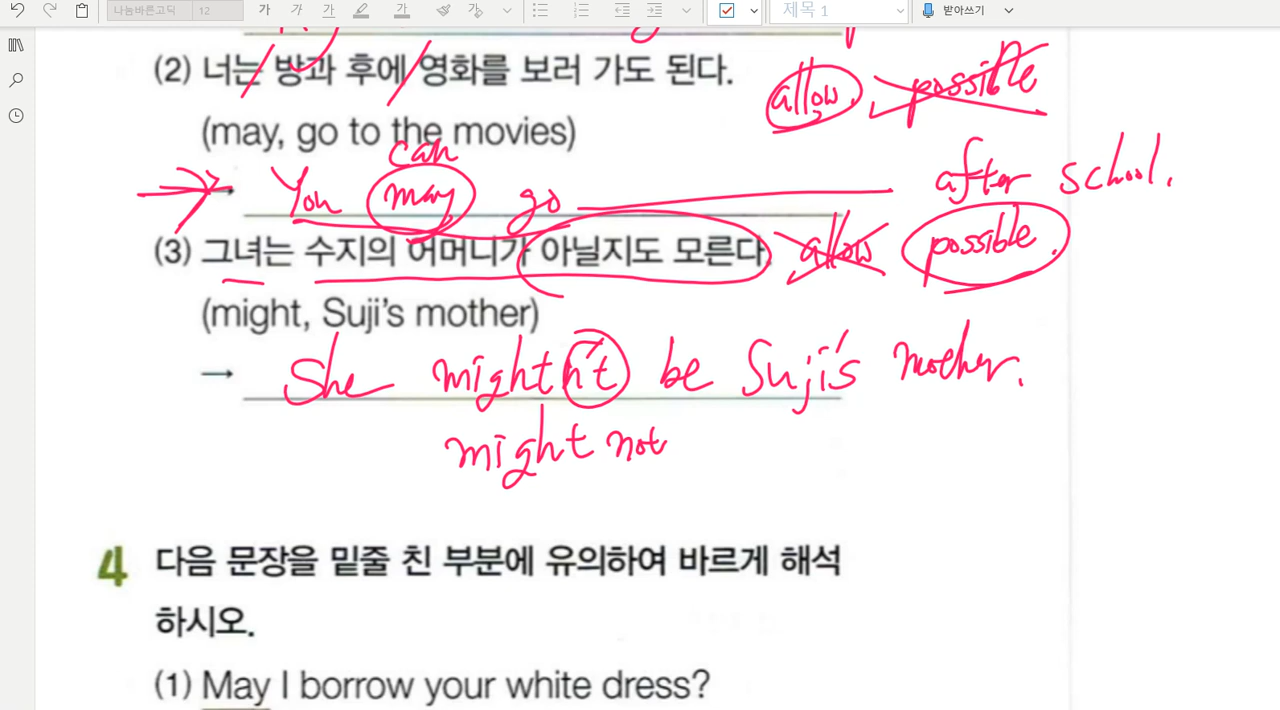 나눔바른고딕 12 가 가 가 가 가 제목 1 받아쓰기
(2) 너는 방과 후에 영화를 보러 가도 된다.
allow possible
(may, go to the movies)
can
→ You may go after school.
(3) 그녀는 수지의 어머니가 아닐지도 모른다.
allow possible.
(might, Suji's mother)
→ She mightn't be Suji's mother.
might not
4 다음 문장을 밑줄 친 부분에 유의하여 바르게 해석
하시오.
(1) May I borrow your white dress?